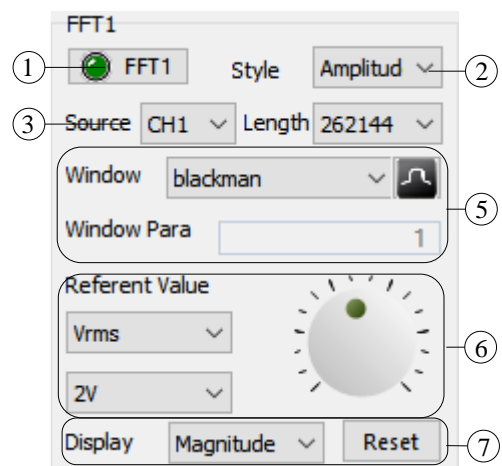 FFT1
1 FFT1 Style Amplitud 2
3 Source CH1 Length 262144
Window blackman
5
Window Para 1
Referent Value
Vrms
6
2V
Display Magnitude Reset 7